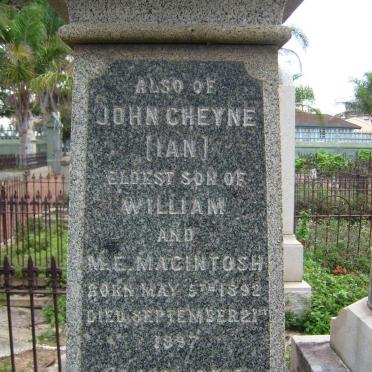 ALSO OF
JOHN CHEYNE
[IAN]
ELDEST SON OF
WILLIAM
AND
M.E. MACINTOSH
BORN MAY 5TH 1892
DIED SEPTEMBER 21ST
1897